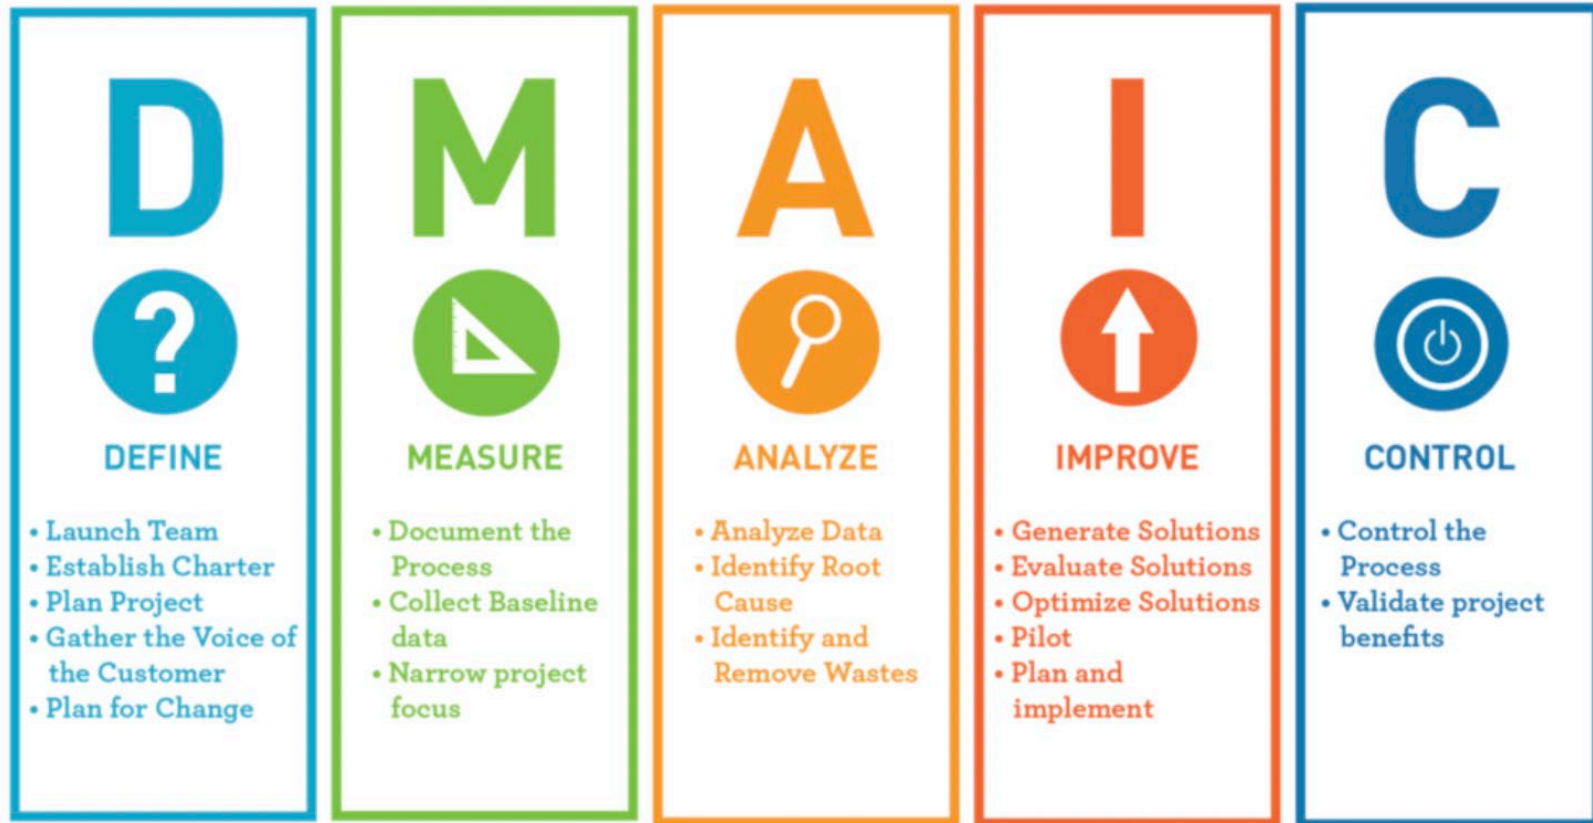 D
?
DEFINE
• Launch Team
• Establish Charter
• Plan Project
• Gather the Voice of
the Customer
• Plan for Change
M
MEASURE
• Document the
Process
• Collect Baseline
data
• Narrow project
focus
A
ANALYZE
• Analyze Data
• Identify Root
Cause
• Identify and
Remove Wastes
I
IMPROVE
• Generate Solutions
• Evaluate Solutions
• Optimize Solutions
• Pilot
• Plan and
implement
C
CONTROL
• Control the
Process
• Validate project
benefits